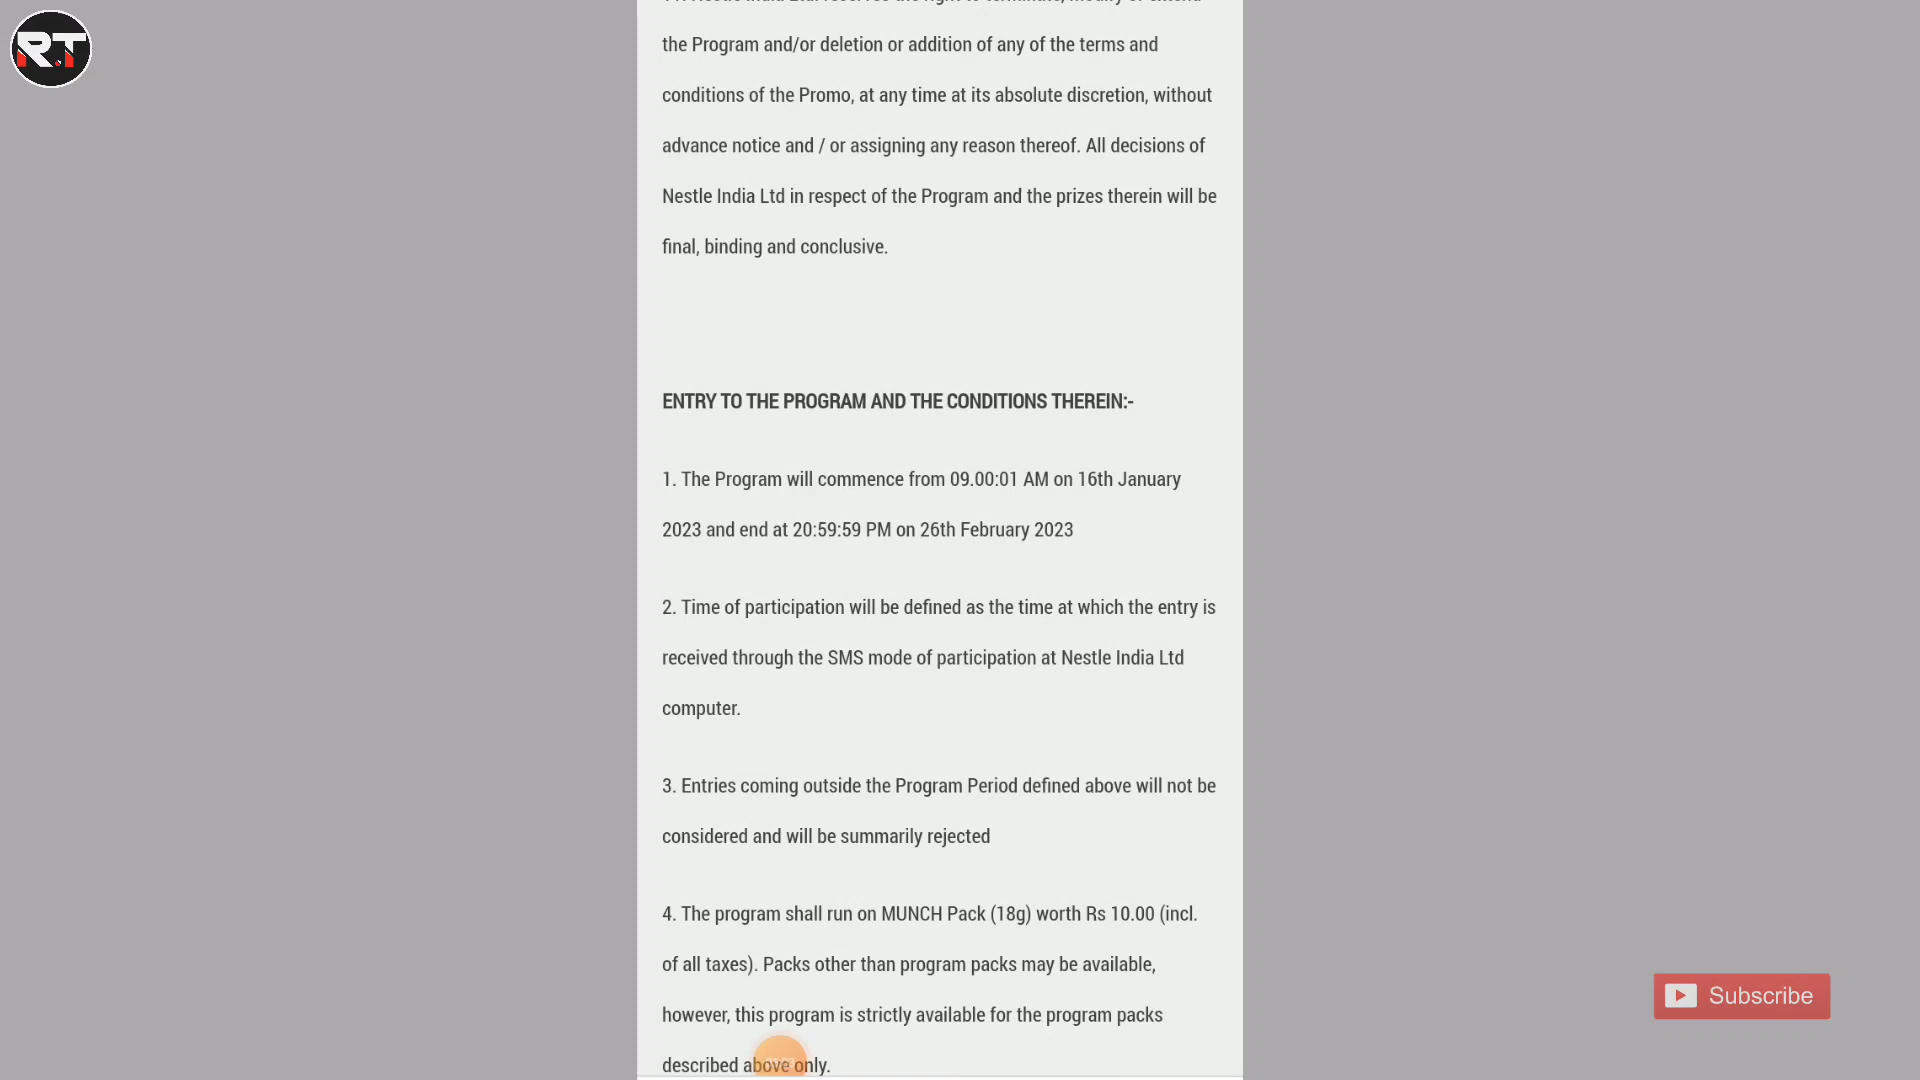 R.T
the Program and/or deletion or addition of any of the terms and
conditions of the Promo, at any time at its absolute discretion, without
advance notice and / or assigning any reason thereof. All decisions of
Nestle India Ltd in respect of the Program and the prizes therein will be
final, binding and conclusive.
ENTRY TO THE PROGRAM AND THE CONDITIONS THEREIN:-
1. The Program will commence from 09.00:01 AM on 16th January
2023 and end at 20:59:59 PM on 26th February 2023
2. Time of participation will be defined as the time at which the entry is
received through the SMS mode of participation at Nestle India Ltd
computer.
3. Entries coming outside the Program Period defined above will not be
considered and will be summarily rejected
4. The program shall run on MUNCH Pack (18g) worth Rs 10.00 (incl.
of all taxes). Packs other than program packs may be available,
however, this program is strictly available for the program packs
described above only.
Subscribe